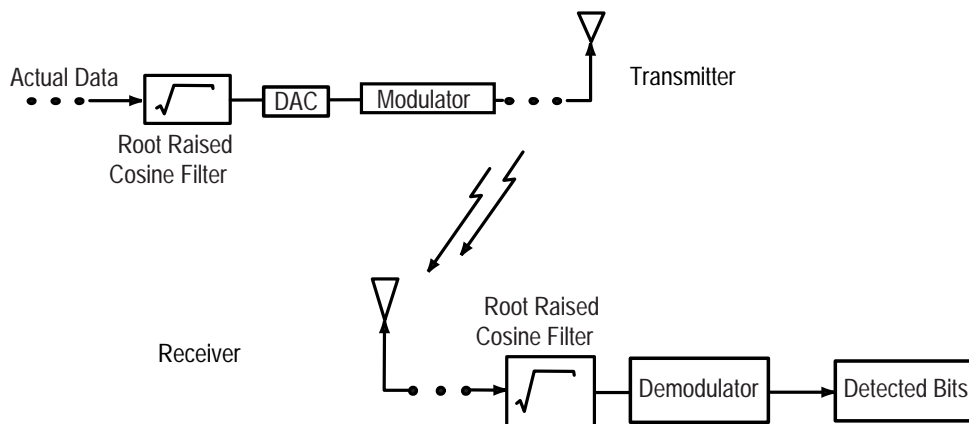 Actual Data
DAC
Modulator
Transmitter
Root Raised
Cosine Filter
Root Raised
Cosine Filter
Receiver
Demodulator
Detected Bits